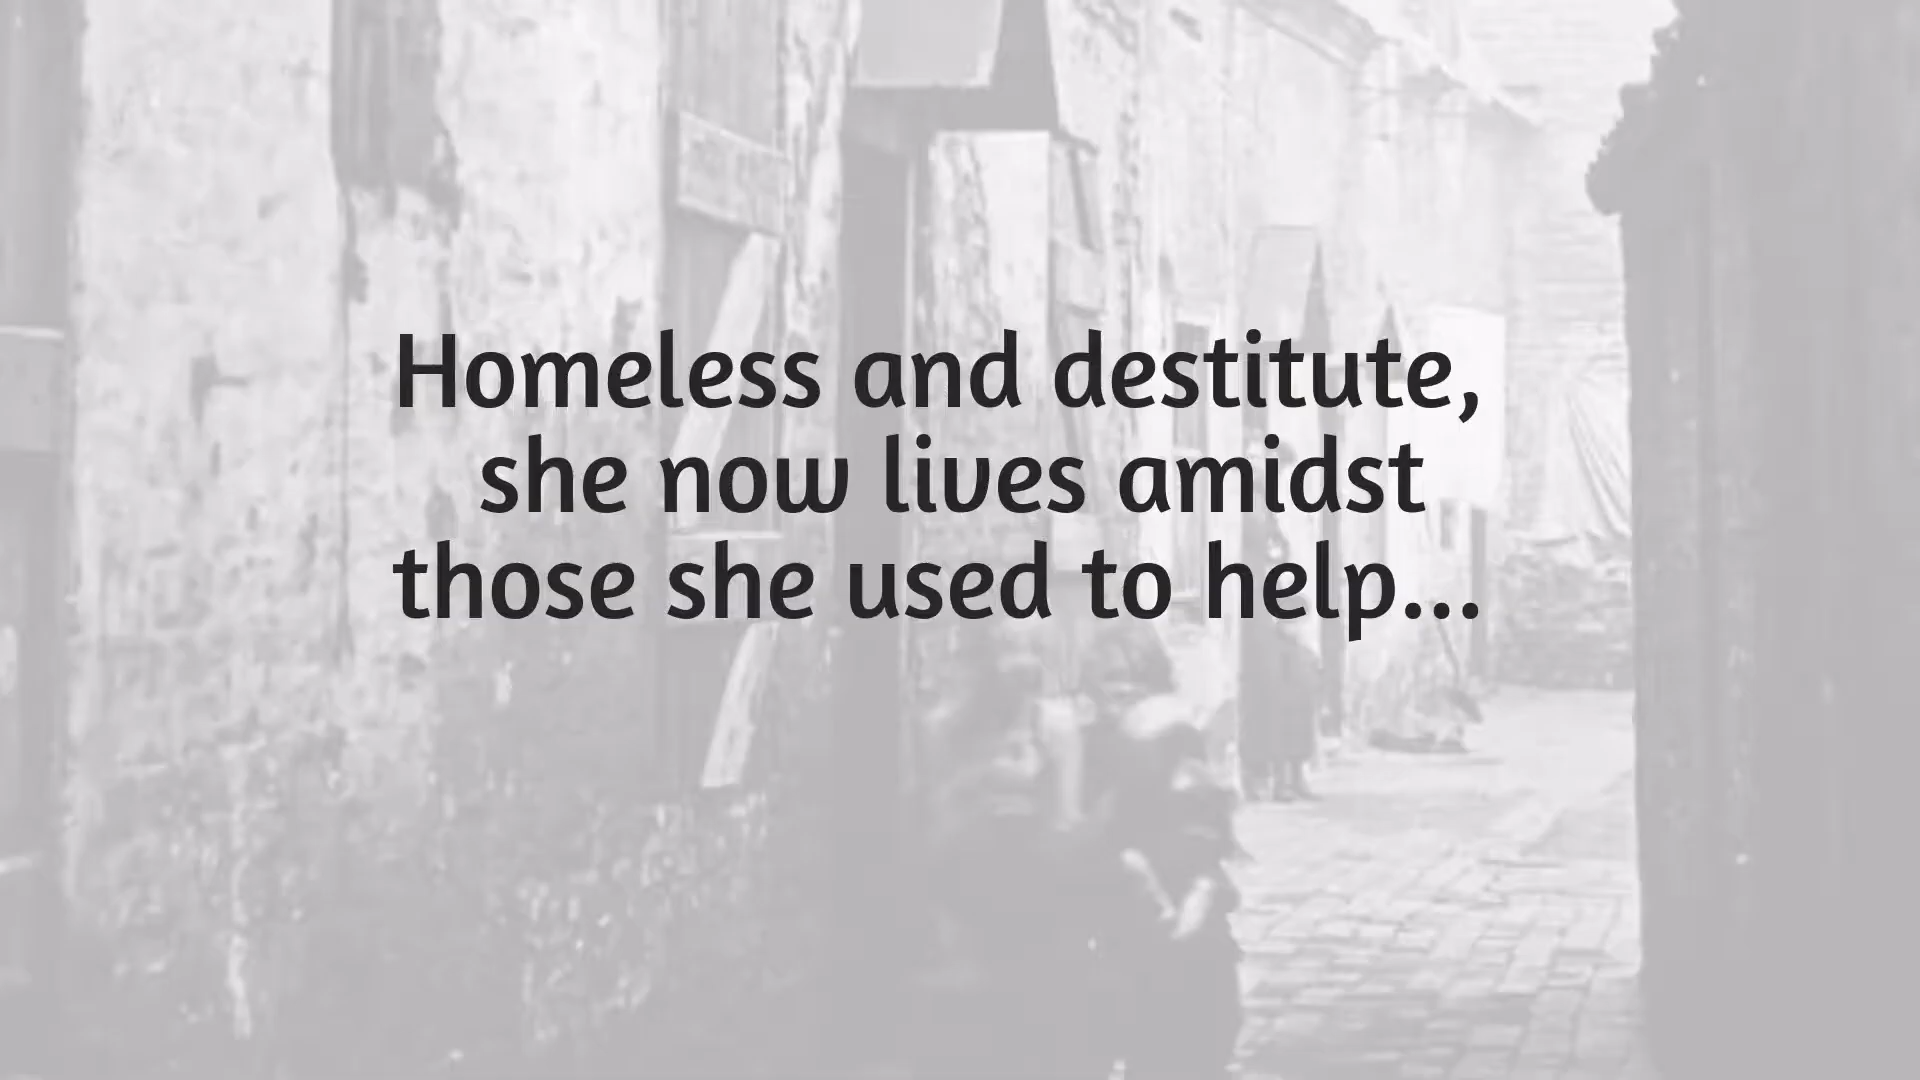 Homeless and destitute,
she now lives amidst
those she used to help...